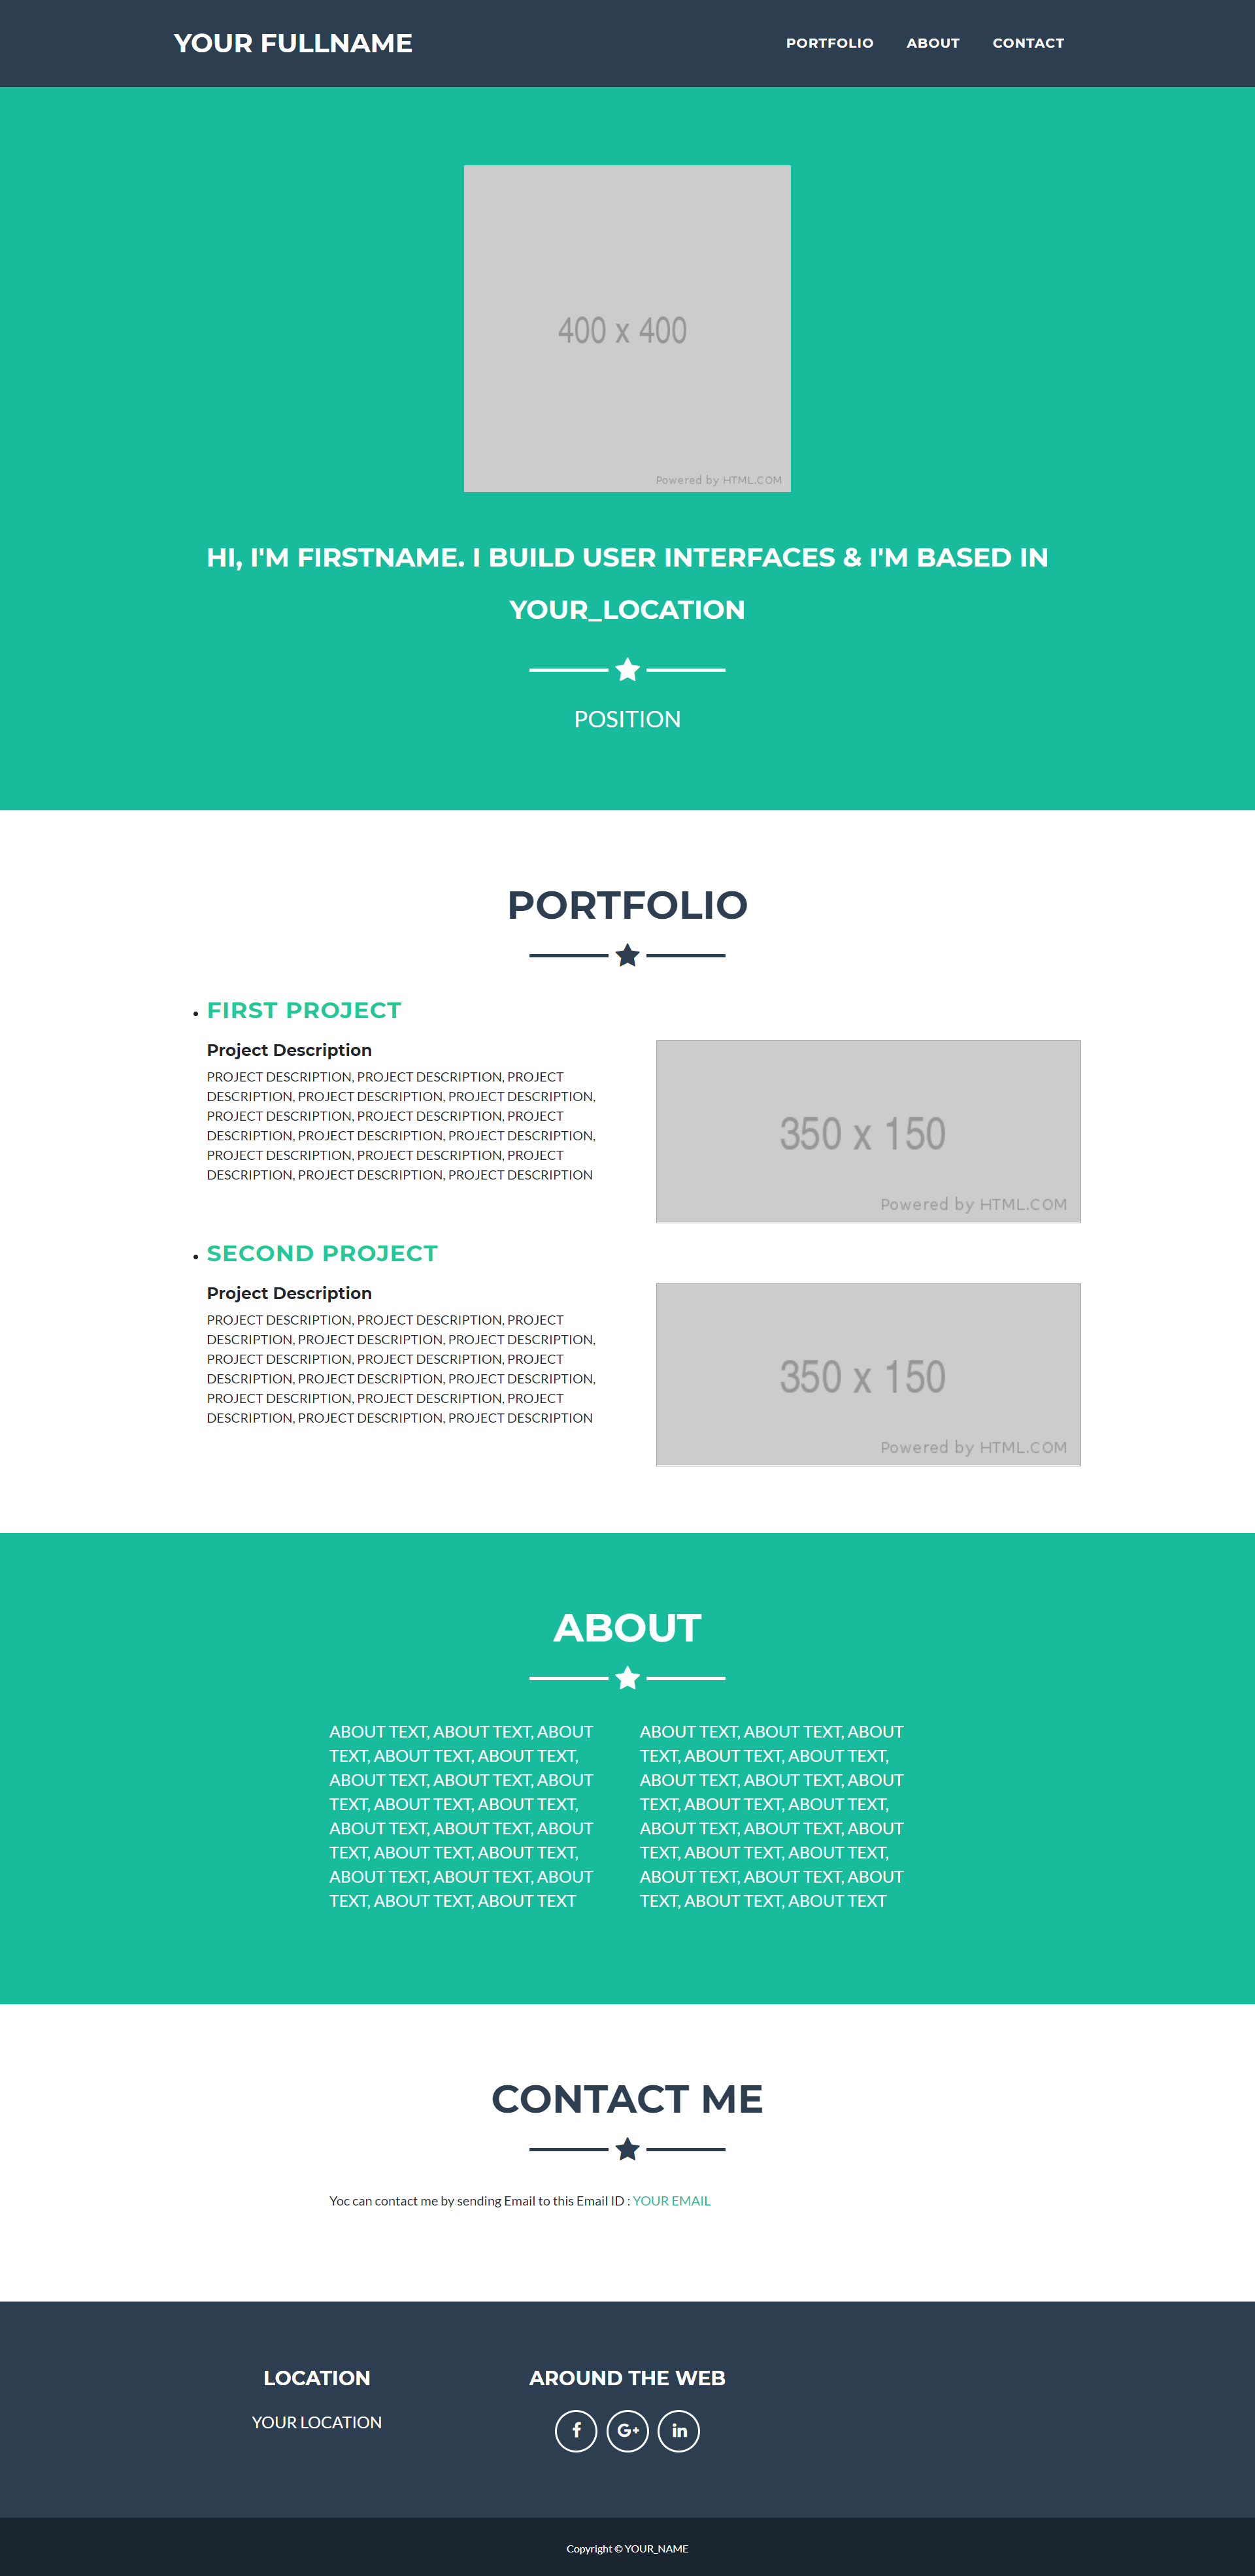 YOUR FULLNAME
PORTFOLIO ABOUT CONTACT
400 x 400
Powered by HTML.COM
HI, I'M FIRSTNAME. I BUILD USER INTERFACES & I'M BASED IN
YOUR_LOCATION
POSITION
PORTFOLIO
• FIRST PROJECT
Project Description
PROJECT DESCRIPTION, PROJECT DESCRIPTION, PROJECT
DESCRIPTION, PROJECT DESCRIPTION, PROJECT DESCRIPTION,
PROJECT DESCRIPTION, PROJECT DESCRIPTION, PROJECT
DESCRIPTION, PROJECT DESCRIPTION, PROJECT DESCRIPTION,
PROJECT DESCRIPTION, PROJECT DESCRIPTION, PROJECT
DESCRIPTION, PROJECT DESCRIPTION, PROJECT DESCRIPTION
350 x 150
Powered by HTML.COM
• SECOND PROJECT
Project Description
PROJECT DESCRIPTION, PROJECT DESCRIPTION, PROJECT
DESCRIPTION, PROJECT DESCRIPTION, PROJECT DESCRIPTION,
PROJECT DESCRIPTION, PROJECT DESCRIPTION, PROJECT
DESCRIPTION, PROJECT DESCRIPTION, PROJECT DESCRIPTION,
PROJECT DESCRIPTION, PROJECT DESCRIPTION, PROJECT
DESCRIPTION, PROJECT DESCRIPTION, PROJECT DESCRIPTION
350 x 150
Powered by HTML.COM
ABOUT
ABOUT TEXT, ABOUT TEXT, ABOUT
TEXT, ABOUT TEXT, ABOUT TEXT,
ABOUT TEXT, ABOUT TEXT, ABOUT
TEXT, ABOUT TEXT, ABOUT TEXT,
ABOUT TEXT, ABOUT TEXT, ABOUT
TEXT, ABOUT TEXT, ABOUT TEXT,
ABOUT TEXT, ABOUT TEXT, ABOUT
TEXT, ABOUT TEXT, ABOUT TEXT
ABOUT TEXT, ABOUT TEXT, ABOUT
TEXT, ABOUT TEXT, ABOUT TEXT,
ABOUT TEXT, ABOUT TEXT, ABOUT
TEXT, ABOUT TEXT, ABOUT TEXT,
ABOUT TEXT, ABOUT TEXT, ABOUT
TEXT, ABOUT TEXT, ABOUT TEXT,
ABOUT TEXT, ABOUT TEXT, ABOUT
TEXT, ABOUT TEXT, ABOUT TEXT
CONTACT ME
Yoc can contact me by sending Email to this Email ID : YOUR EMAIL
LOCATION
YOUR LOCATION
AROUND THE WEB
f G+ in
Copyright © YOUR_NAME